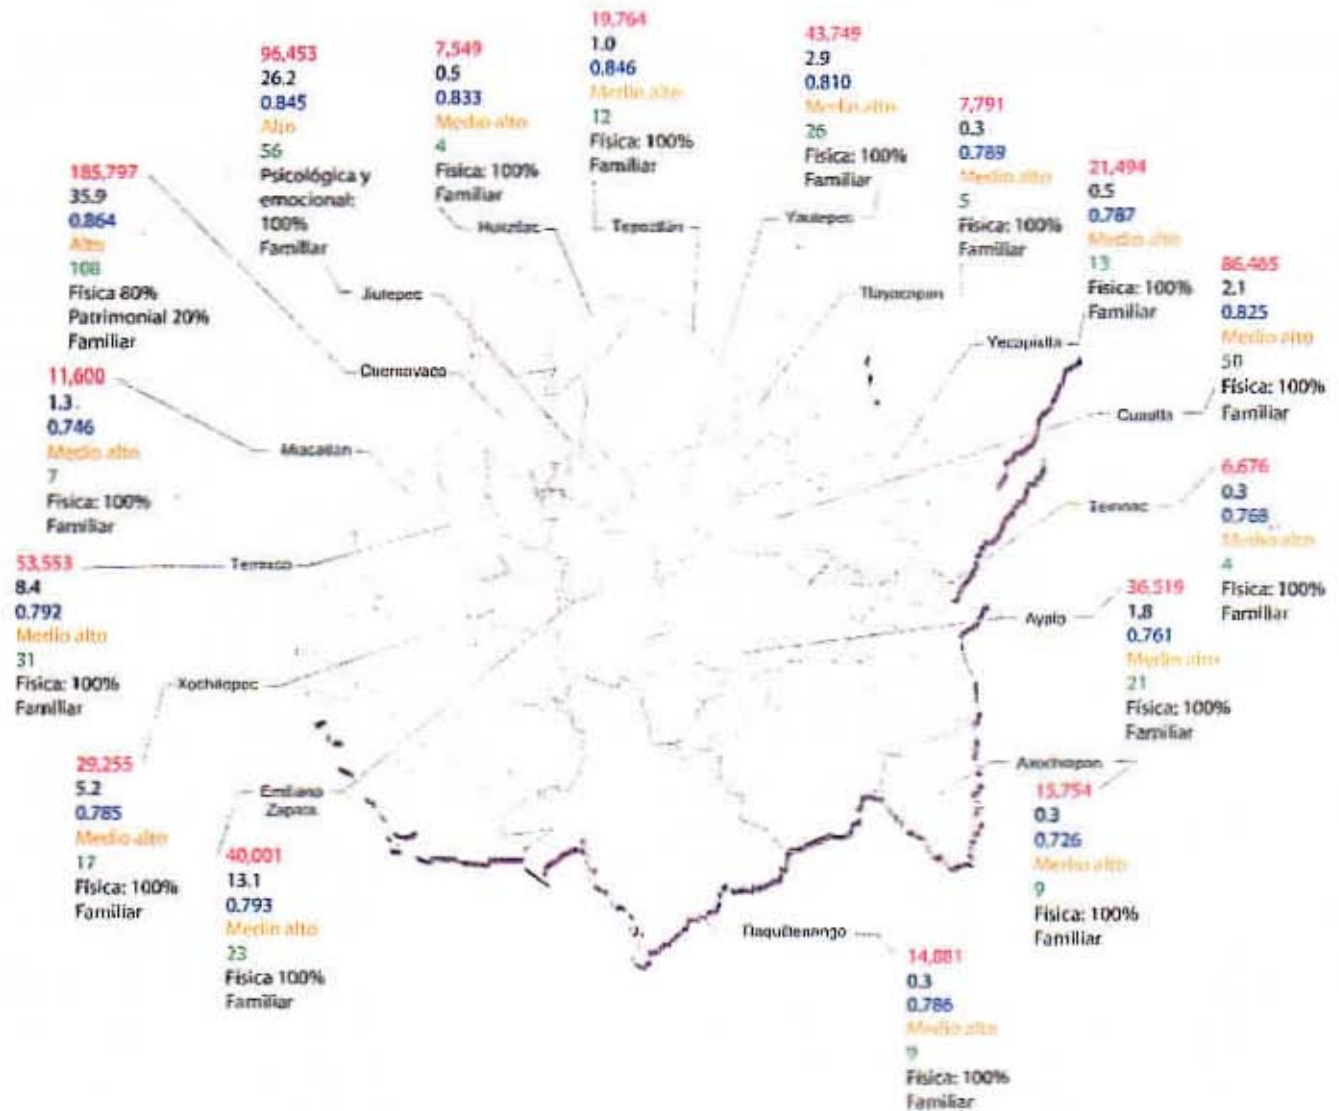 19,764
1.0
0.846
Medio alto
12
Física: 100%
Familiar
43,749
2.9
0.810
Medio alto
26
Física: 100%
Familiar
96,453
26.2
0.845
Alto
56
Psicológica y
emocional:
100%
Familiar
7,549
0.5
0.833
Medio alto
4
Física: 100%
Familiar
7,791
0.3
0.789
Medio alto
5
Física: 100%
Familiar
185,797
35.9
0.864
Alto
108
Física 80%
Patrimonial 20%
Familiar
21,494
0.5
0.787
Medio alto
13
Física: 100%
Familiar
Huitzilac
Tepoztlán
Yautepec
Tlayacapan
Jiutepec
86,465
2.1
0.825
Medio alto
50
Física: 100%
Familiar
Yecapixtla
Cuernavaca
11,600
1.3
0.746
Medio alto
7
Física: 100%
Familiar
Cuautla
Miacatlán
6,676
0.3
0.768
Medio alto
4
Física: 100%
Familiar
Temoac
53,553
8.4
0.792
Medio alto
31
Física: 100%
Familiar
Temixco
36,519
1.8
0.761
Medio alto
21
Física: 100%
Familiar
Ayala
Xochitepec
29,255
5.2
0.785
Medio alto
17
Física: 100%
Familiar
Axochiapan
15,754
0.3
0.726
Medio alto
9
Física: 100%
Familiar
Emiliano
Zapata
40,001
13.1
0.793
Medio alto
23
Física 100%
Familiar
Tlaquiltenango
14,881
0.3
0.786
Medio alto
9
Física: 100%
Familiar